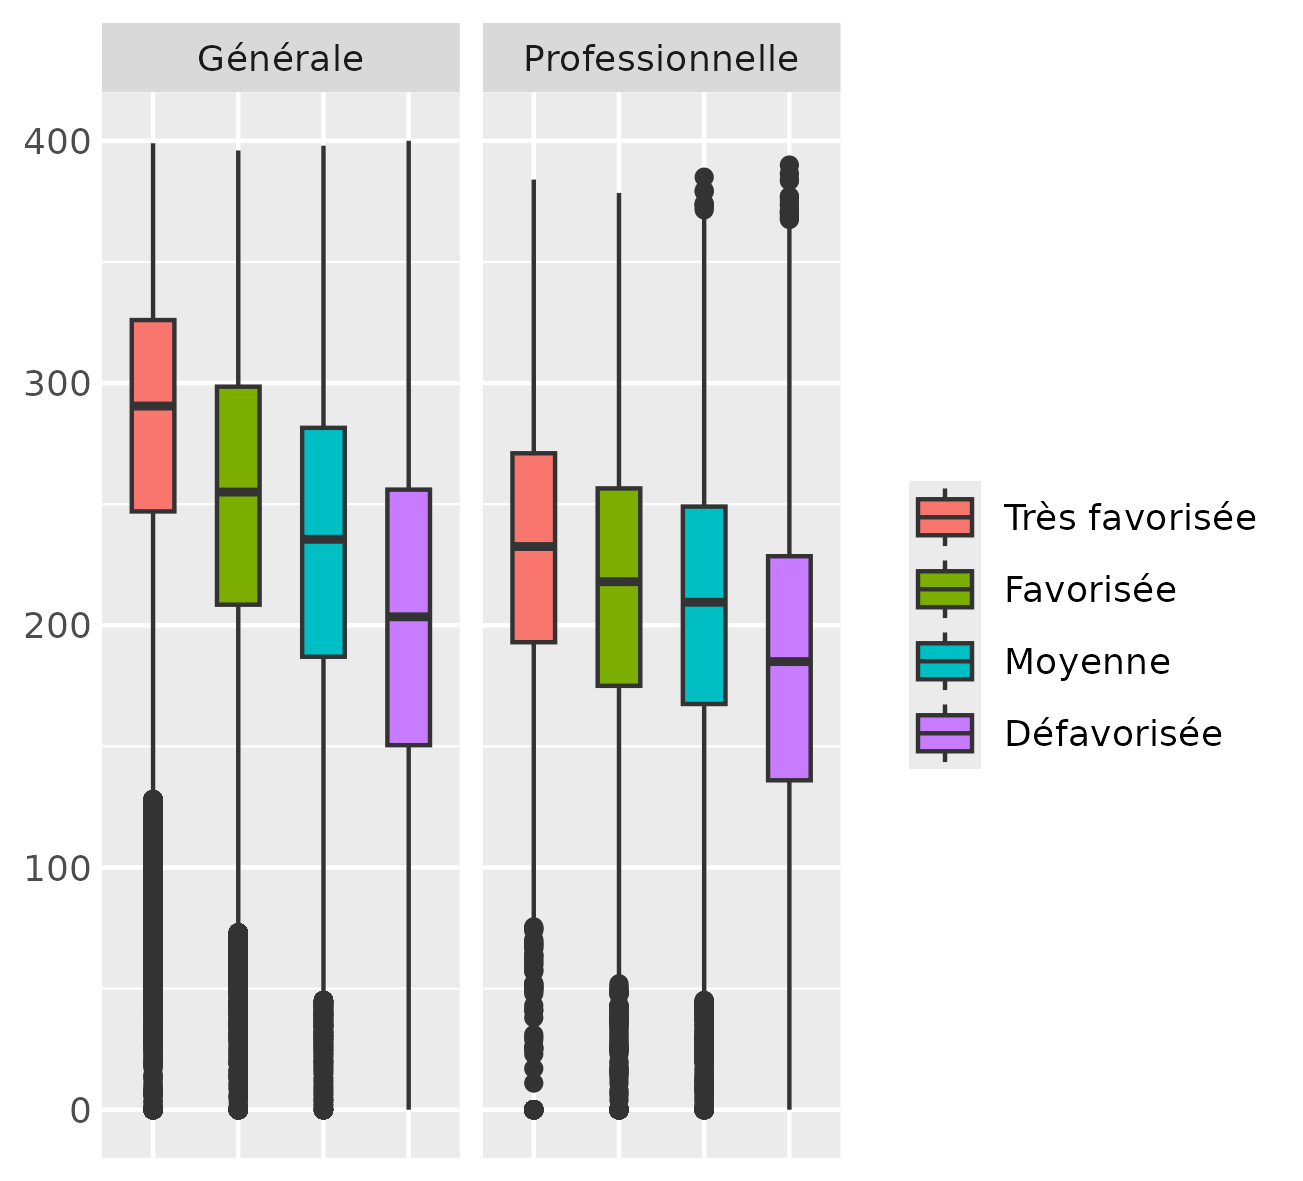 Générale
Professionnelle
400
300
200
100
0
Très favorisée
Favorisée
Moyenne
Défavorisée